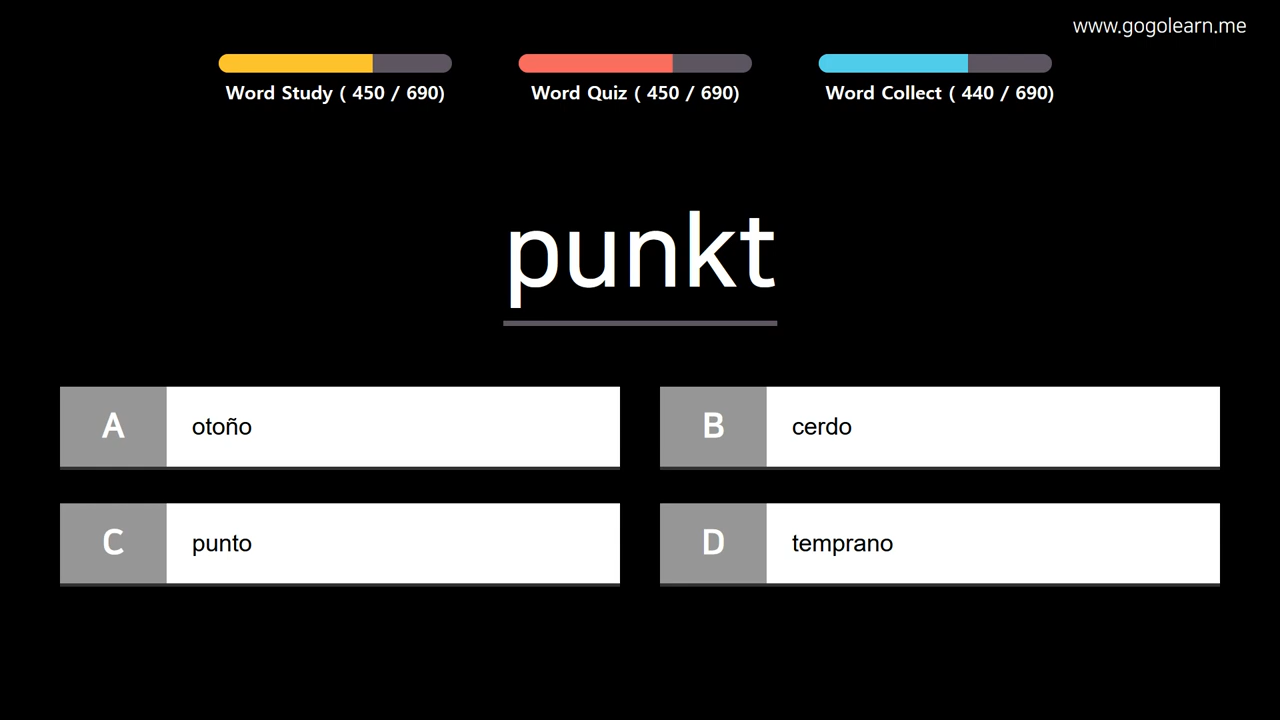 www.gogolearn.me
Word Study ( 450 / 690)
Word Quiz ( 450 / 690)
Word Collect ( 440 / 690)
punkt
A otoño
B cerdo
C punto
D temprano